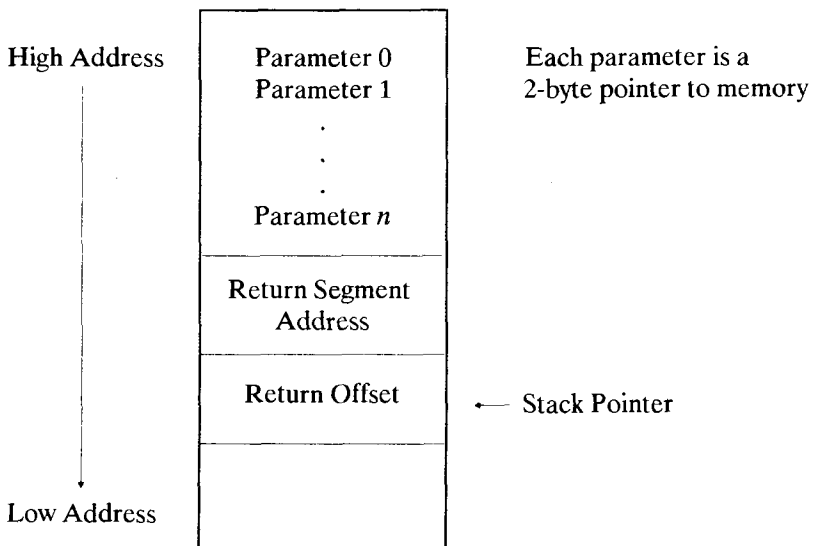 High Address
Parameter 0
Parameter 1
.
.
.
Parameter n
Each parameter is a
2-byte pointer to memory
Return Segment
Address
Return Offset
Stack Pointer
Low Address